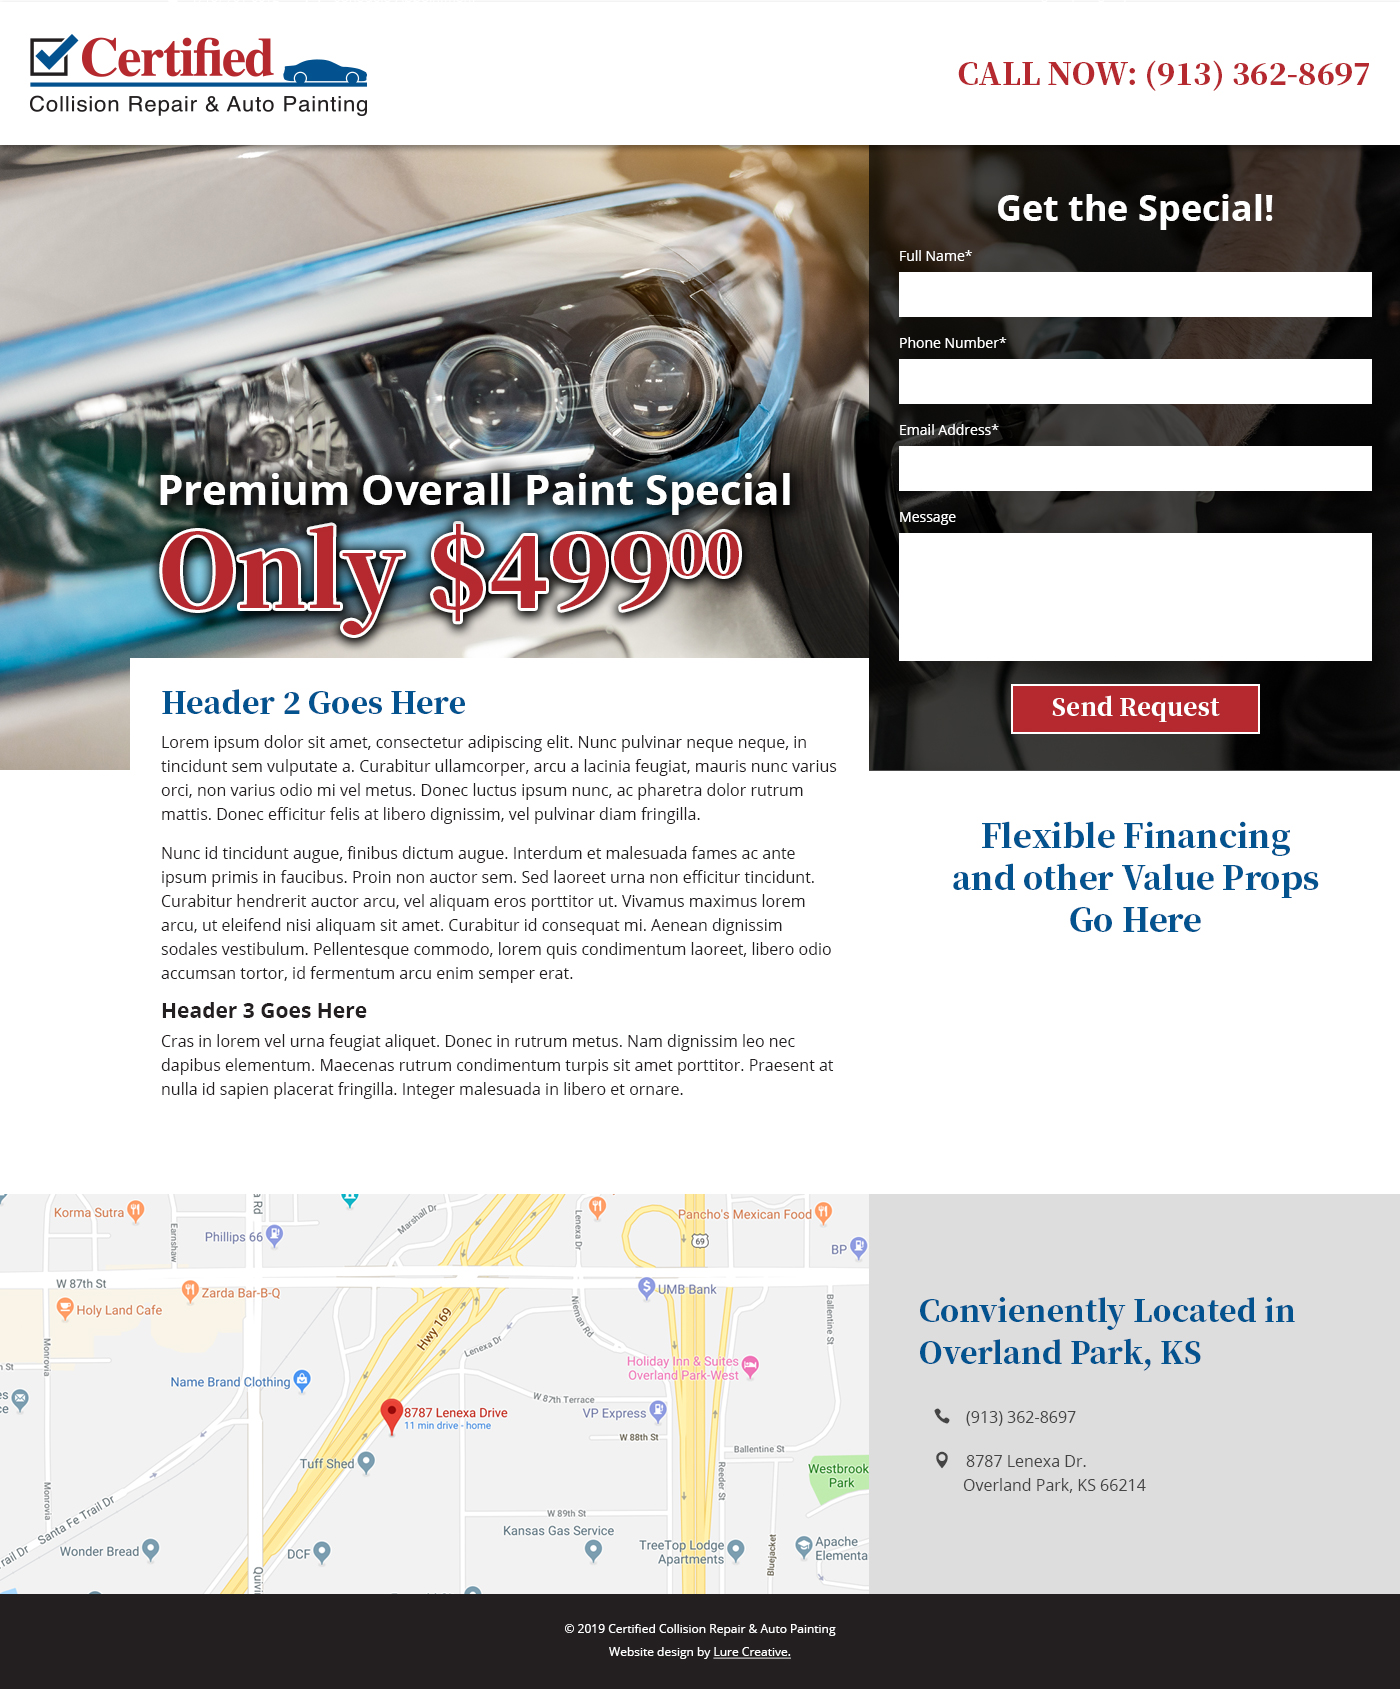 Certified
Collision Repair & Auto Painting
CALL NOW: (913) 362-8697
Premium Overall Paint Special
Only $49900
Get the Special!
Full Name*
Phone Number*
Email Address*
Message
Send Request
Header 2 Goes Here
Lorem ipsum dolor sit amet, consectetur adipiscing elit. Nunc pulvinar neque neque, in
tincidunt sem vulputate a. Curabitur ullamcorper, arcu a lacinia feugiat, mauris nunc varius
orci, non varius odio mi vel metus. Donec luctus ipsum nunc, ac pharetra dolor rutrum
mattis. Donec efficitur felis at libero dignissim, vel pulvinar diam fringilla.
Nunc id tincidunt augue, finibus dictum augue. Interdum et malesuada fames ac ante
ipsum primis in faucibus. Proin non auctor sem. Sed laoreet urna non efficitur tincidunt.
Curabitur hendrerit auctor arcu, vel aliquam eros porttitor ut. Vivamus maximus lorem
arcu, ut eleifend nisi aliquam sit amet. Curabitur id consequat mi. Aenean dignissim
sodales vestibulum. Pellentesque commodo, lorem quis condimentum laoreet, libero odio
accumsan tortor, id fermentum arcu enim semper erat.
Header 3 Goes Here
Cras in lorem vel urna feugiat aliquet. Donec in rutrum metus. Nam dignissim leo nec
dapibus elementum. Maecenas rutrum condimentum turpis sit amet porttitor. Praesent at
nulla id sapien placerat fringilla. Integer malesuada in libero et ornare.
Flexible Financing
and other Value Props
Go Here
Korma Sutra
Earnshaw
a Rd
Phillips 66
Marshall Dr
Lenexa Dr
Pancho's Mexican Food
69
BP
W 87th St
Zarda Bar-B-Q
Holy Land Cafe
UMB Bank
Ballentine St
Nieman Rd
Hwy 169
Lenexa Dr
Monrovia
h St
Holiday Inn & Suites
Overland Park-West
Name Brand Clothing
es
ce
W 87th Terrace
8787 Lenexa Drive
11 min drive - home
VP Express
W 88th St
Ballentine St
Tuff Shed
Reeder St
Westbrook
Park
Monrovia
Santa Fe Trail Dr
W 89th St
Kansas Gas Service
TreeTop Lodge
Apartments
Bluejacket
Apache
Elementa
Wonder Bread
Trail Dr
DCF
Quivi
Convienently Located in
Overland Park, KS
(913) 362-8697
8787 Lenexa Dr.
Overland Park, KS 66214
© 2019 Certified Collision Repair & Auto Painting
Website design by Lure Creative.